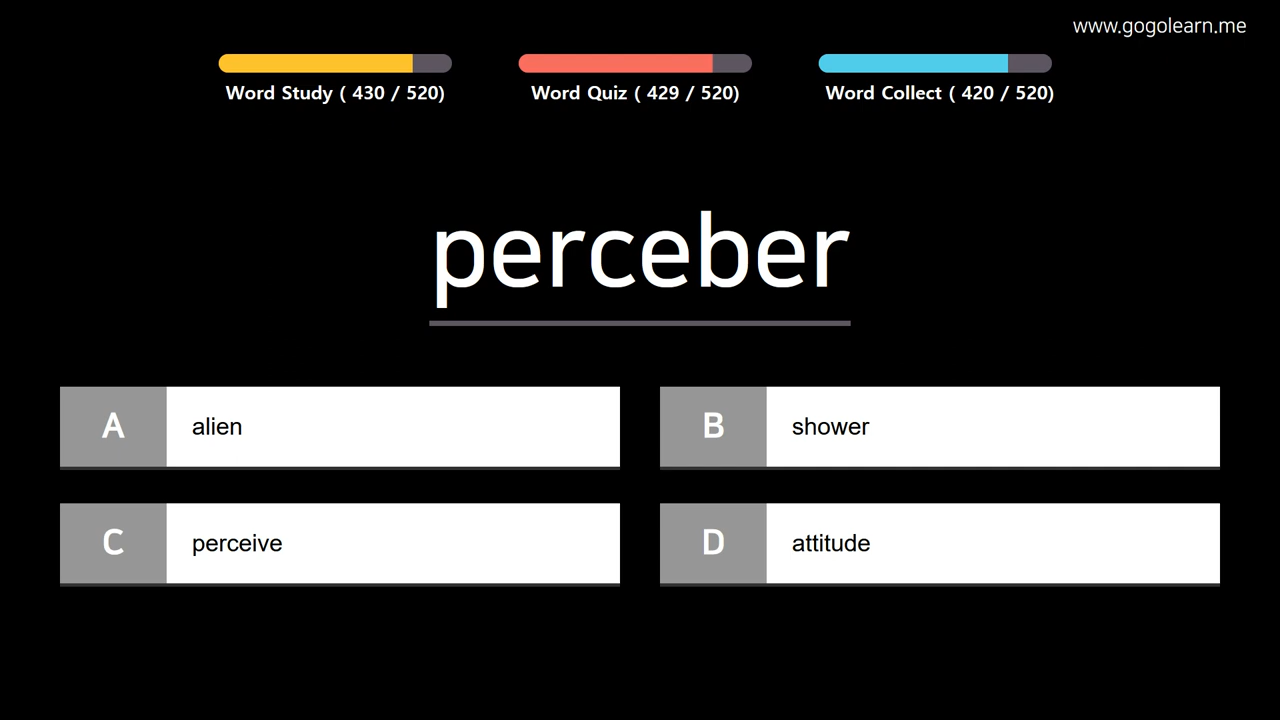 www.gogolearn.me
Word Study ( 430 / 520)
Word Quiz ( 429 / 520)
Word Collect ( 420 / 520)
perceber
A alien
B shower
C perceive
D attitude